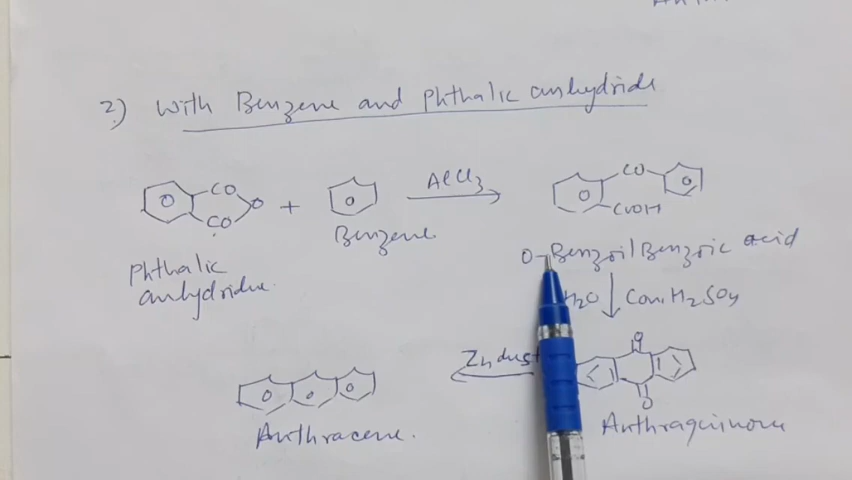 2.) With Benzene and Phthalic anhydride
CO CO O + AlCl3 CO COOH
Benzene
Phthalic
anhydride.
O-Benzoil Benzoic acid
H2O Con. H2SO4
Zn dust
O
O
Anthracene.
Anthraquinone